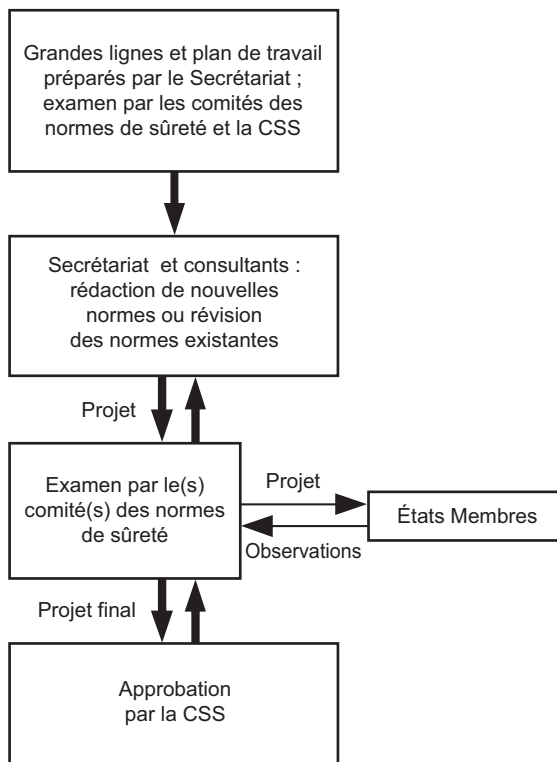 Grandes lignes et plan de travail
préparés par le Secrétariat ;
examen par les comités des
normes de sûreté et la CSS
Secrétariat et consultants :
rédaction de nouvelles
normes ou révision
des normes existantes
Projet
Examen par le(s)
comité(s) des normes
de sûreté
Projet
États Membres
Observations
Projet final
Approbation
par la CSS